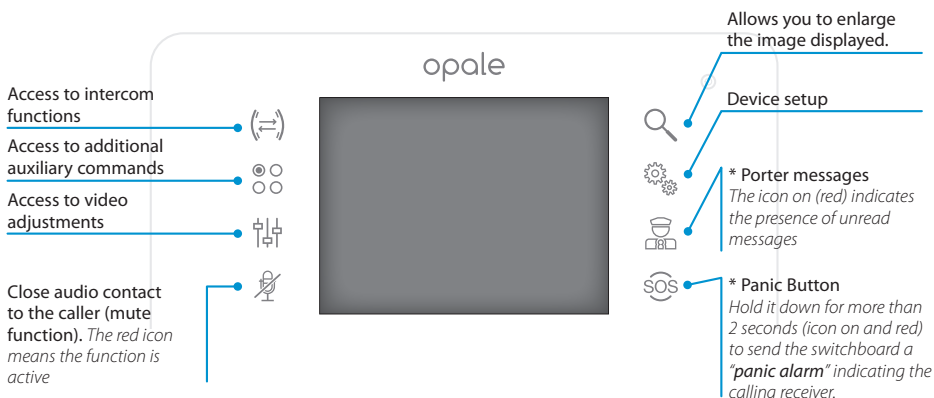 Allows you to enlarge
the image displayed.
opale
Access to intercom
functions
Device setup
Access to additional
auxiliary commands
* Porter messages
The icon on (red) indicates
the presence of unread
messages
Access to video
adjustments
SOS
* Panic Button
Hold it down for more than
2 seconds (icon on and red)
to send the switchboard a
“panic alarm” indicating the
calling receiver.
Close audio contact
to the caller (mute
function). The red icon
means the function is
active